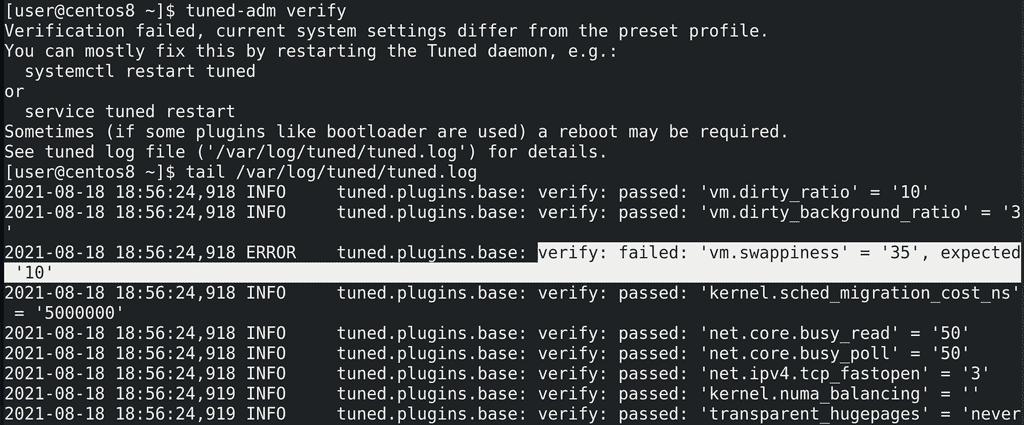 [user@centos8 ~]$ tuned-adm verify
Verification failed, current system settings differ from the preset profile.
You can mostly fix this by restarting the Tuned daemon, e.g.:
  systemctl restart tuned
or
  service tuned restart
Sometimes (if some plugins like bootloader are used) a reboot may be required.
See tuned log file ('/var/log/tuned/tuned.log') for details.
[user@centos8 ~]$ tail /var/log/tuned/tuned.log
2021-08-18 18:56:24,918 INFO     tuned.plugins.base: verify: passed: 'vm.dirty_ratio' = '10'
2021-08-18 18:56:24,918 INFO     tuned.plugins.base: verify: passed: 'vm.dirty_background_ratio' = '3
'
2021-08-18 18:56:24,918 ERROR    tuned.plugins.base: verify: failed: 'vm.swappiness' = '35', expected
 '10'
2021-08-18 18:56:24,918 INFO     tuned.plugins.base: verify: passed: 'kernel.sched_migration_cost_ns'
 = '5000000'
2021-08-18 18:56:24,918 INFO     tuned.plugins.base: verify: passed: 'net.core.busy_read' = '50'
2021-08-18 18:56:24,918 INFO     tuned.plugins.base: verify: passed: 'net.core.busy_poll' = '50'
2021-08-18 18:56:24,918 INFO     tuned.plugins.base: verify: passed: 'net.ipv4.tcp_fastopen' = '3'
2021-08-18 18:56:24,919 INFO     tuned.plugins.base: verify: passed: 'kernel.numa_balancing' = ''
2021-08-18 18:56:24,919 INFO     tuned.plugins.base: verify: passed: 'transparent_hugepages' = 'never